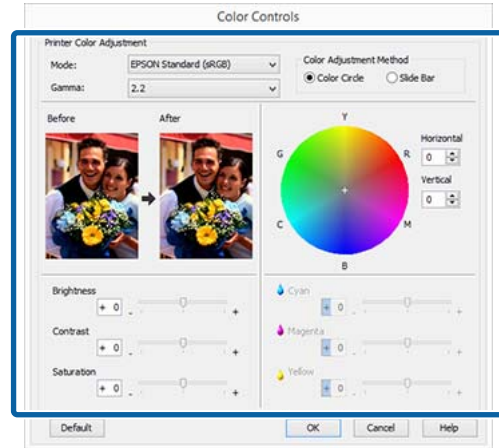 Color Controls
Printer Color Adjustment
Mode: EPSON Standard (sRGB)
Gamma: 2.2
Color Adjustment Method
Color Circle Slide Bar
Before After
Y
G R
C M
B
Horizontal
0
Vertical
0
Brightness
+ 0 - +
Contrast
+ 0 - +
Saturation
+ 0 - +
Cyan
+ 0 - +
Magenta
+ 0 - +
Yellow
+ 0 - +
Default OK Cancel Help